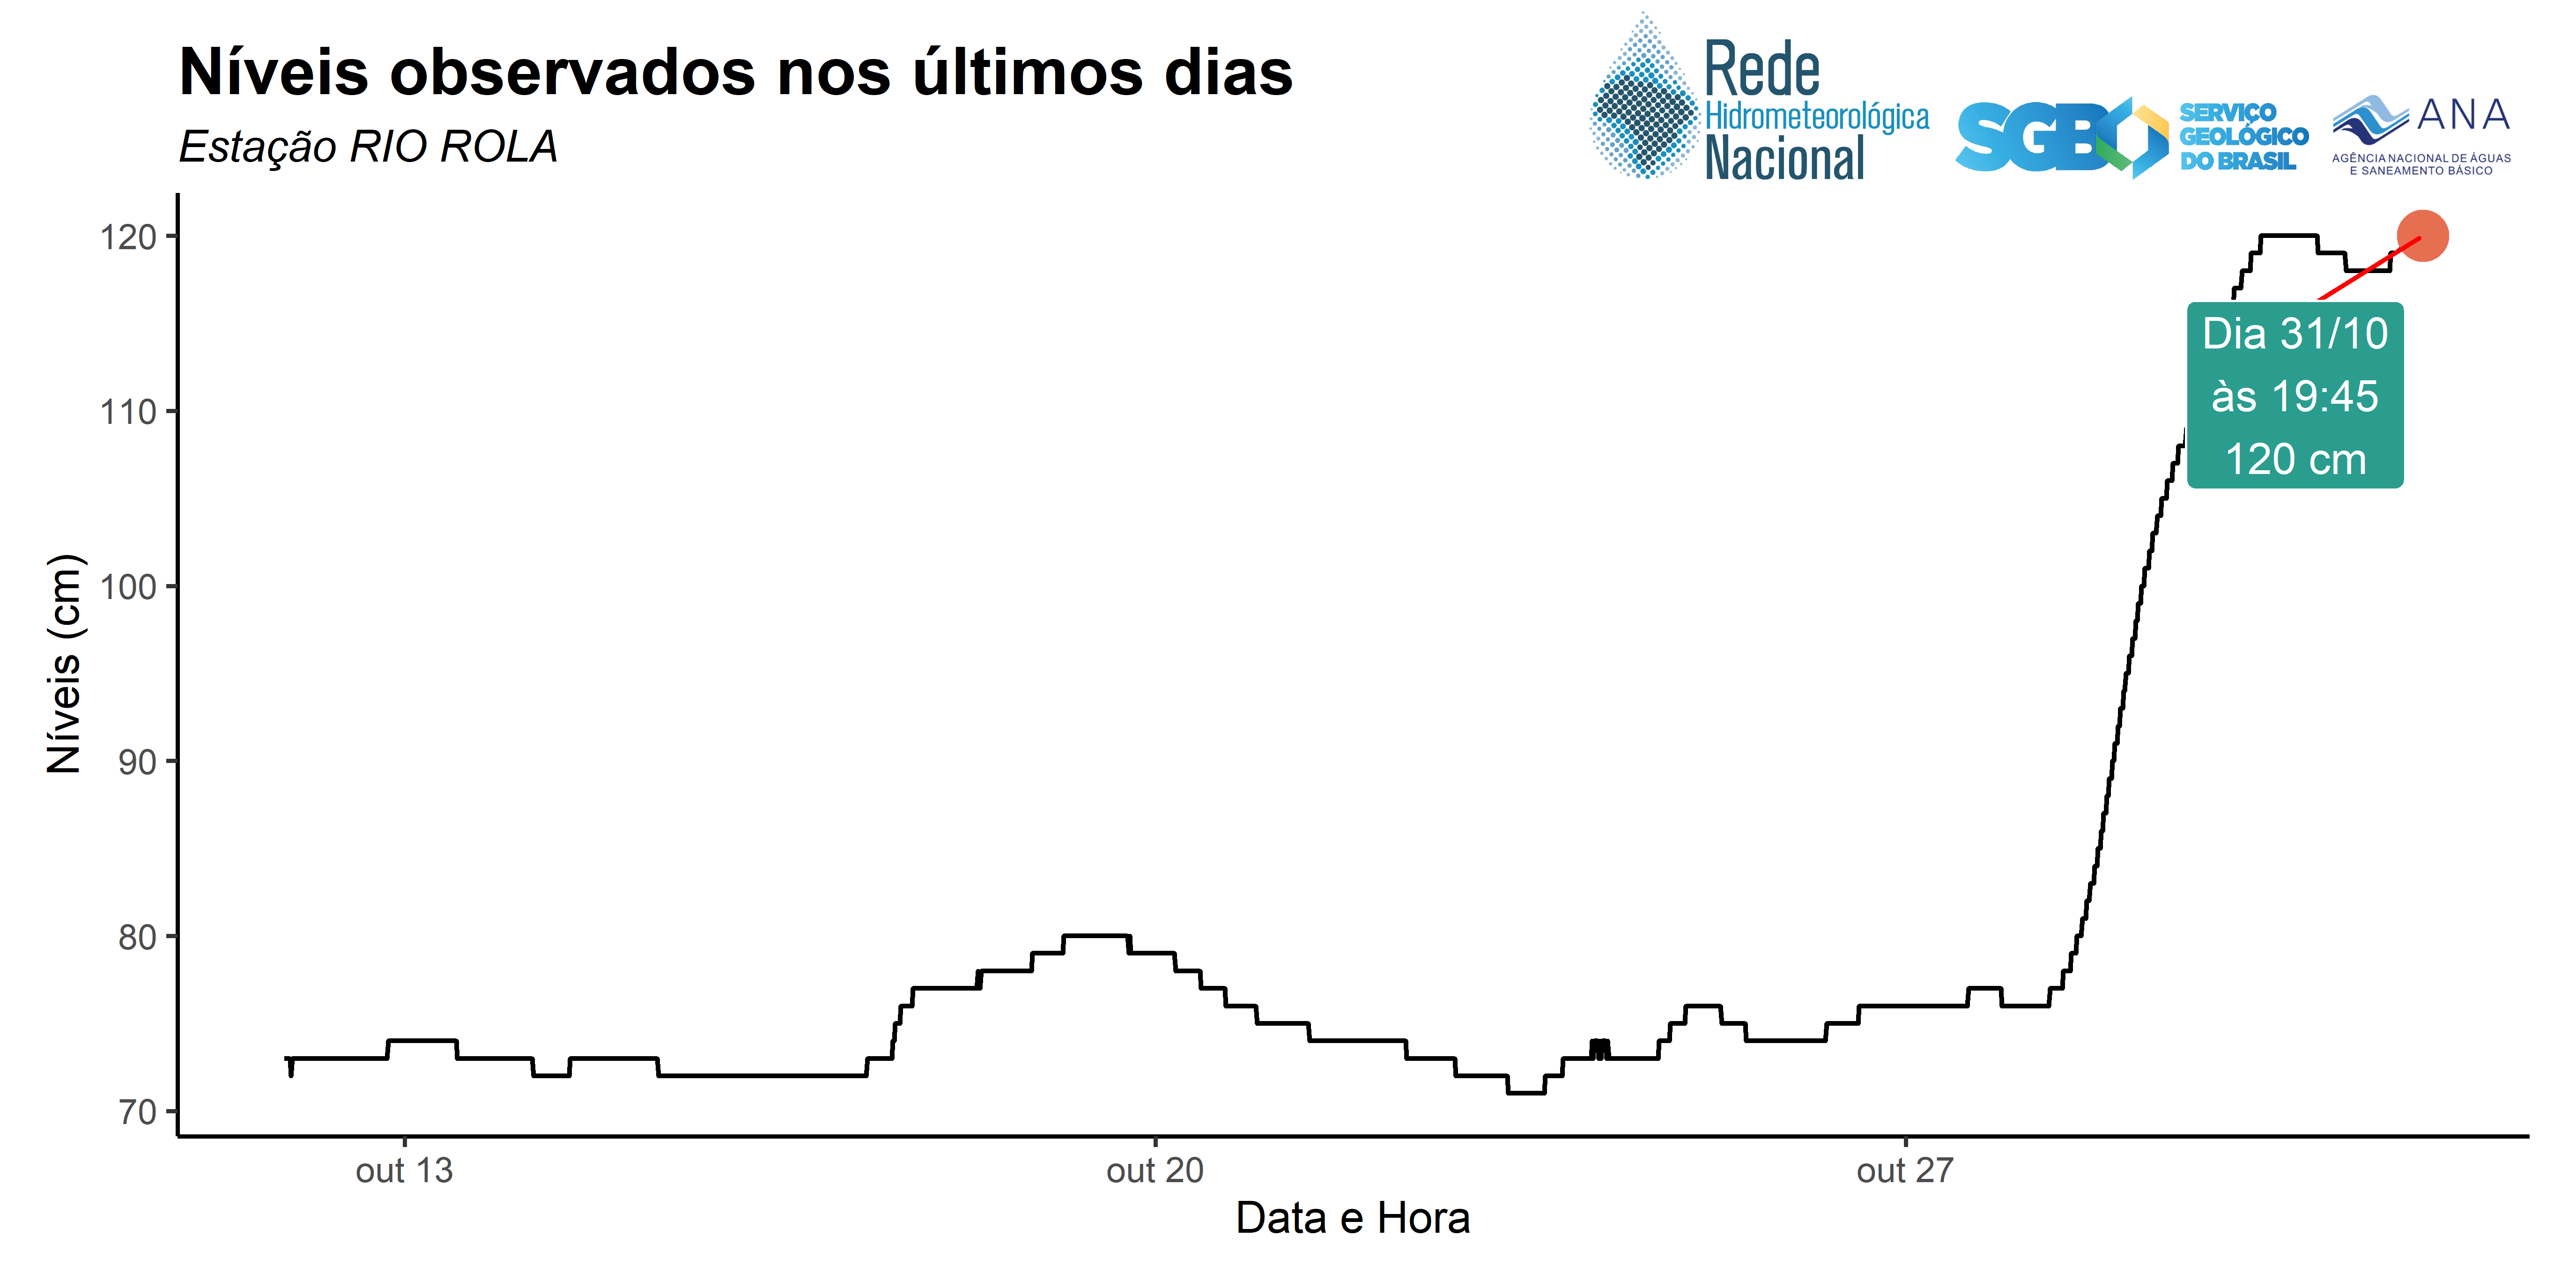 Níveis observados nos últimos dias
Estação RIO ROLA
Rede
Hidrometeorológica
Nacional
SGB
SERVIÇO
GEOLÓGICO
DO BRASIL
ANA
AGÊNCIA NACIONAL DE ÁGUAS
E SANEAMENTO BÁSICO
Níveis (cm)
120
110
100
90
80
70
Dia 31/10
às 19:45
120 cm
out 13
out 20
out 27
Data e Hora